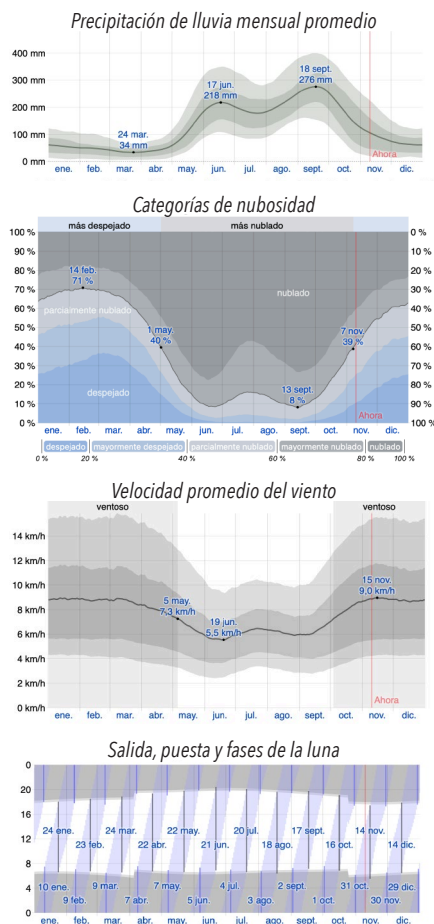 Precipitación de lluvia mensual promedio
400 mm
300 mm
200 mm
100 mm
0 mm
17 jun.
218 mm
18 sept.
276 mm
24 mar.
34 mm
Ahora
ene. feb. mar. abr. may. jun. jul. ago. sept. oct. nov. dic.
Categorías de nubosidad
más despejado más nublado
100 % 0 %
90 % 10 %
80 % 20 %
70 % 30 %
60 % 40 %
50 % 50 %
40 % 60 %
30 % 70 %
20 % 80 %
10 % 90 %
0 % 100 %
14 feb.
71 %
nublado
parcialmente nublado
1 may.
40 %
7 nov.
39 %
despejado
13 sept.
8 %
Ahora
ene. feb. mar. abr. may. jun. jul. ago. sept. oct. nov. dic.
despejado mayormente despejado parcialmente nublado mayormente nublado nublado
0 % 20 % 40 % 60 % 80 % 100 %
Velocidad promedio del viento
ventoso ventoso
14 km/h
12 km/h
10 km/h
8 km/h
6 km/h
4 km/h
2 km/h
0 km/h
5 may.
7,3 km/h
19 jun.
5,5 km/h
15 nov.
9,0 km/h
Ahora
ene. feb. mar. abr. may. jun. jul. ago. sept. oct. nov. dic.
Salida, puesta y fases de la luna
0
20
16
12
8
4
0
24 ene. 24 mar. 22 may. 20 jul. 17 sept. 14 nov.
23 feb. 22 abr. 21 jun. 18 ago. 16 oct. 14 dic.
10 ene. 9 mar. 7 may. 4 jul. 2 sept. 31 oct. 29 dic.
9 feb. 7 abr. 5 jun. 3 ago. 1 oct. 30 nov.
ene. feb. mar. abr. may. jun. jul. ago. sept. oct. nov. dic.